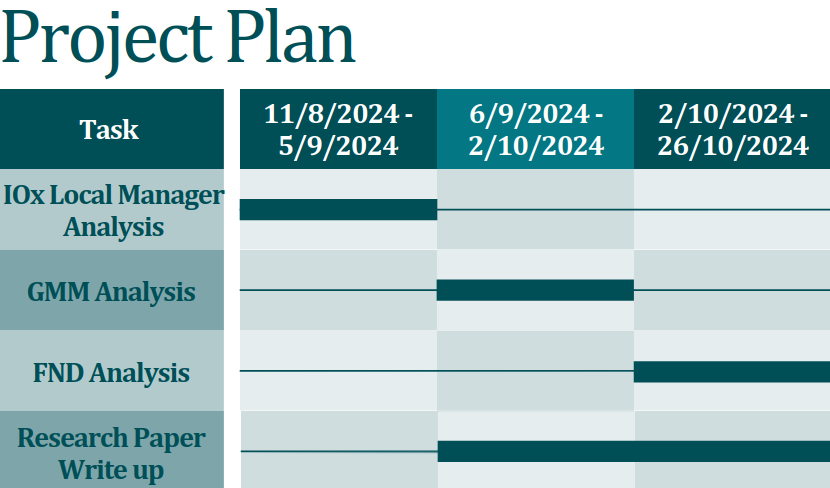 Project Plan
Task
11/8/2024 -
5/9/2024
6/9/2024 -
2/10/2024
2/10/2024 -
26/10/2024
IOx Local Manager
Analysis
GMM Analysis
FND Analysis
Research Paper
Write up